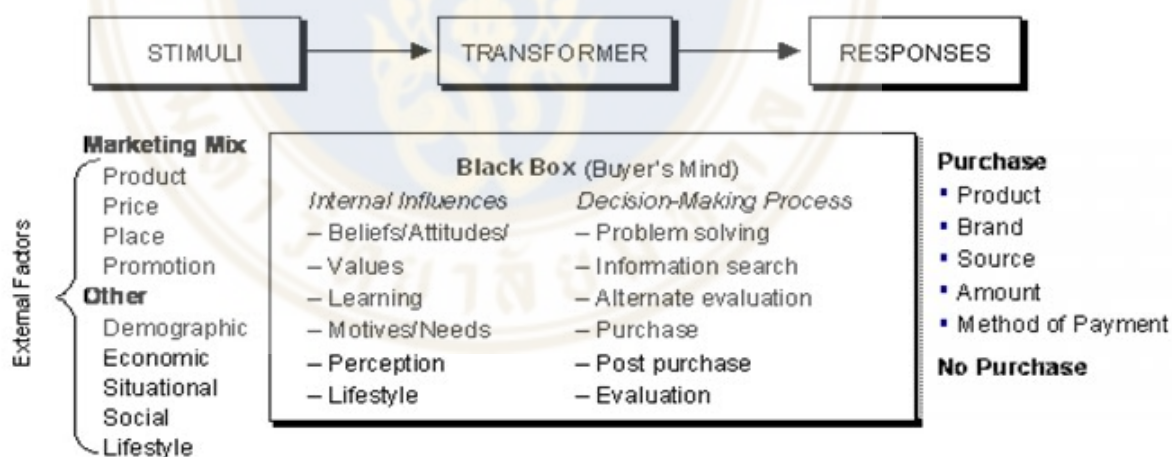 STIMULI
TRANSFORMER
RESPONSES
External Factors
Marketing Mix
Product
Price
Place
Promotion
Other
Demographic
Economic
Situational
Social
Lifestyle
Black Box (Buyer's Mind)
Internal Influences
– Beliefs/Attitudes/
– Values
– Learning
– Motives/Needs
– Perception
– Lifestyle
Decision-Making Process
– Problem solving
– Information search
– Alternate evaluation
– Purchase
– Post purchase
– Evaluation
Purchase
▪ Product
▪ Brand
▪ Source
▪ Amount
▪ Method of Payment
No Purchase